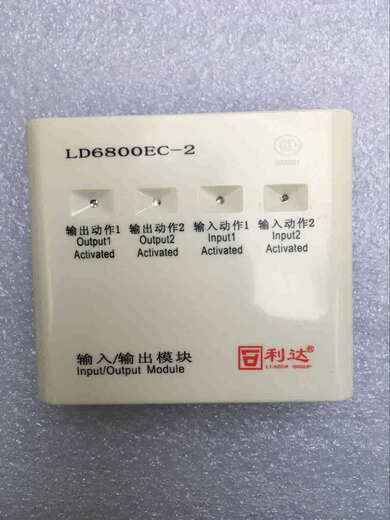 LD6800EC-2
输出动作1 输出动作2 输入动作1 输入动作2
Output1 Output2 Input1 Input2
Activated Activated Activated Activated
输入/输出模块
Input/Output Module
利达®